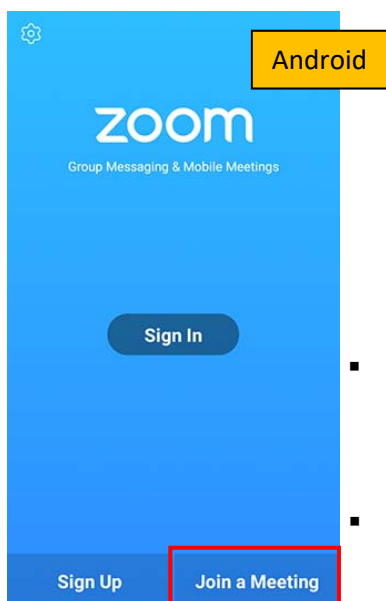 Android
zoom
Group Messaging & Mobile Meetings
Sign In
Sign Up
Join a Meeting